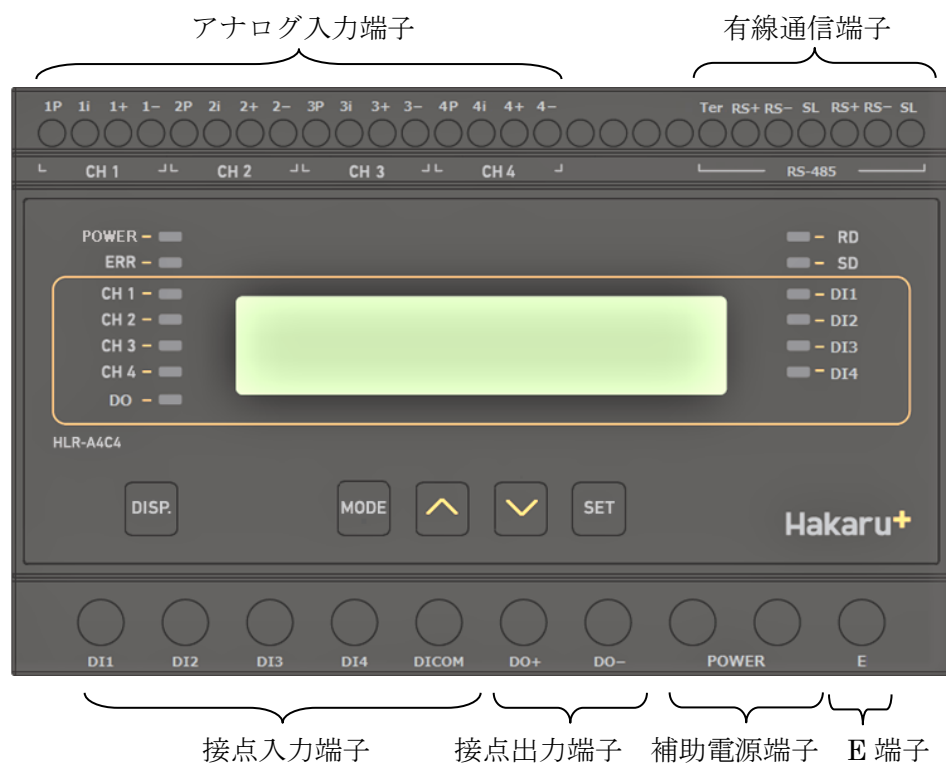 アナログ入力端子 有線通信端子
1P 1i 1+ 1− 2P 2i 2+ 2− 3P 3i 3+ 3− 4P 4i 4+ 4− Ter RS+ RS− SL RS+ RS− SL
CH 1 CH 2 CH 3 CH 4 RS-485
POWER RD
ERR SD
CH 1 DI1
CH 2 DI2
CH 3 DI3
CH 4 DI4
DO
HLR-A4C4
DISP. MODE SET
Hakaru+
DI1 DI2 DI3 DI4 DICOM DO+ DO− POWER E
接点入力端子 接点出力端子 補助電源端子 E 端子